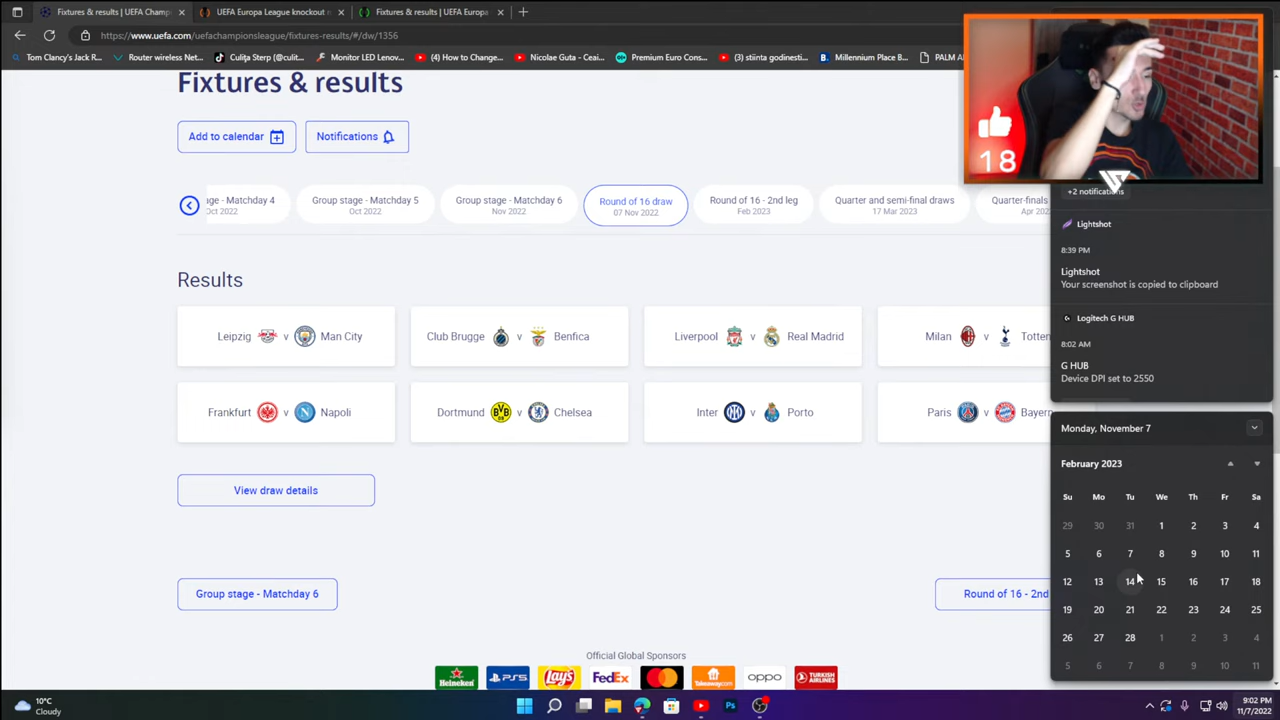 Fixtures & results | UEFA Champ
UEFA Europa League knockout r
Fixtures & results | UEFA Europa
https://www.uefa.com/uefachampionsleague/fixtures-results/#/dw/1356
Tom Clancy's Jack R...
Router wireless Net...
Culița Sterp (@culit...
Monitor LED Lenov...
(4) How to Change...
Nicolae Guta - Ceai...
Premium Euro Cons...
(3) stiinta godinesti...
Millennium Place B...
PALM A
Fixtures & results
Add to calendar
Notifications
18
+2 notifications
ge - Matchday 4
Oct 2022
Group stage - Matchday 5
Oct 2022
Group stage - Matchday 6
Nov 2022
Round of 16 draw
07 Nov 2022
Round of 16 - 2nd leg
Feb 2023
Quarter and semi-final draws
17 Mar 2023
Quarter-finals
Apr 202
Lightshot
8:39 PM
Lightshot
Your screenshot is copied to clipboard
Results
Leipzig v Man City
Club Brugge v Benfica
Liverpool v Real Madrid
Milan v Totten
Logitech G HUB
8:02 AM
G HUB
Device DPI set to 2550
Frankfurt v Napoli
Dortmund v Chelsea
Inter v Porto
Paris v Bayern
View draw details
Group stage - Matchday 6
Round of 16 - 2nd
Monday, November 7
February 2023
Su Mo Tu We Th Fr Sa
29 30 31 1 2 3 4
5 6 7 8 9 10 11
12 13 14 15 16 17 18
19 20 21 22 23 24 25
26 27 28 1 2 3 4
5 6 7 8 9 10 11
Official Global Sponsors
Heineken
PS5
Lay's
FedEx
mastercard
Takeaway.com
oppo
TURKISH AIRLINES
10°C
Cloudy
9:02 PM
11/7/2022